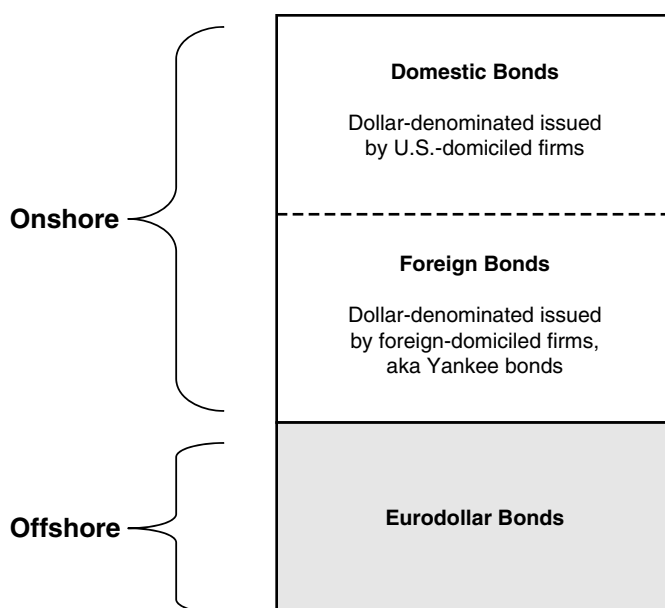 Domestic Bonds
Dollar-denominated issued
by U.S.-domiciled firms
Onshore
Foreign Bonds
Dollar-denominated issued
by foreign-domiciled firms,
aka Yankee bonds
Offshore
Eurodollar Bonds